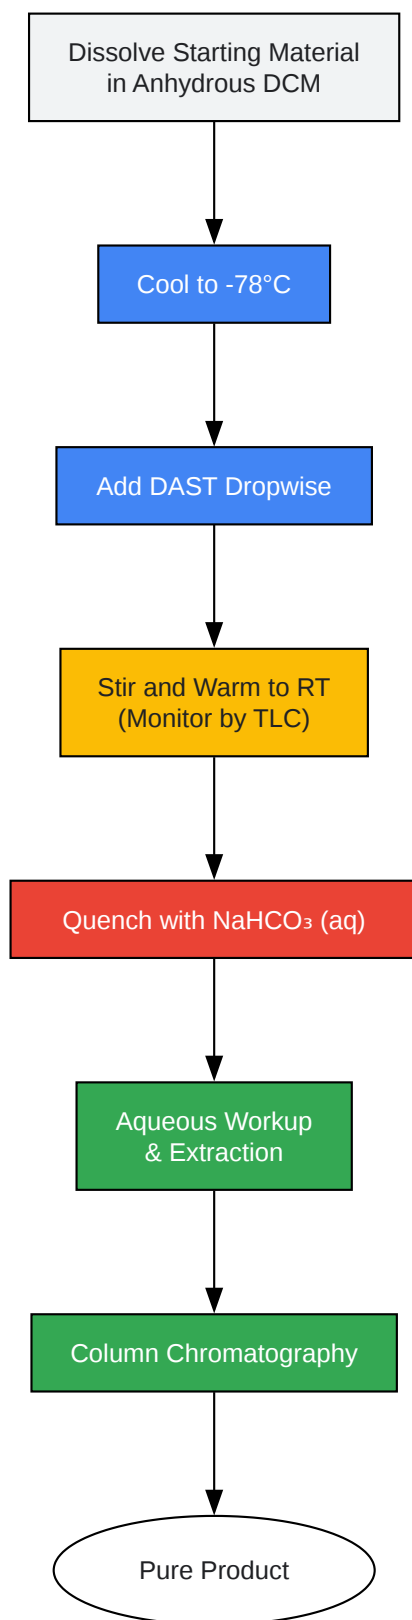 Dissolve Starting Material
in Anhydrous DCM
Cool to -78°C
Add DAST Dropwise
Stir and Warm to RT
(Monitor by TLC)
Quench with NaHCO₃ (aq)
Aqueous Workup
& Extraction
Column Chromatography
Pure Product